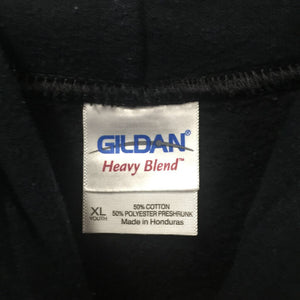 GILDAN®
Heavy Blend™
XL
YOUTH
50% COTTON
50% POLYESTER PRESHRUNK
Made in Honduras